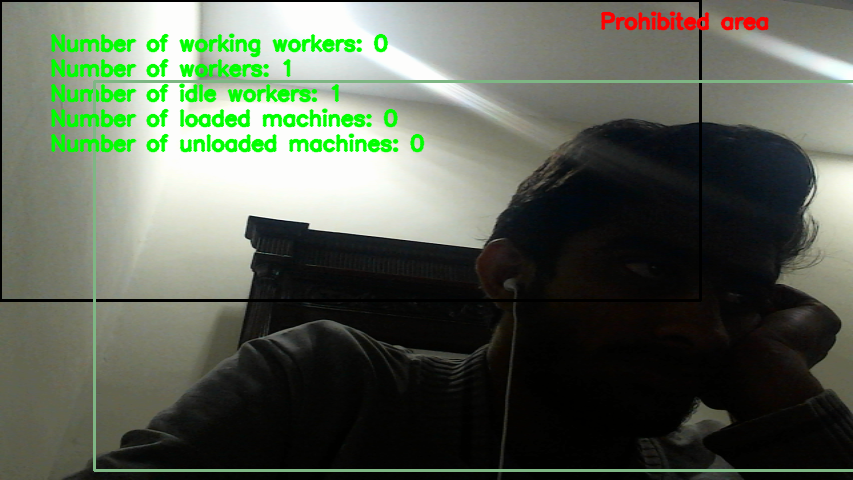 Prohibited area
Number of working workers: 0
Number of workers: 1
Number of idle workers: 1
Number of loaded machines: 0
Number of unloaded machines: 0